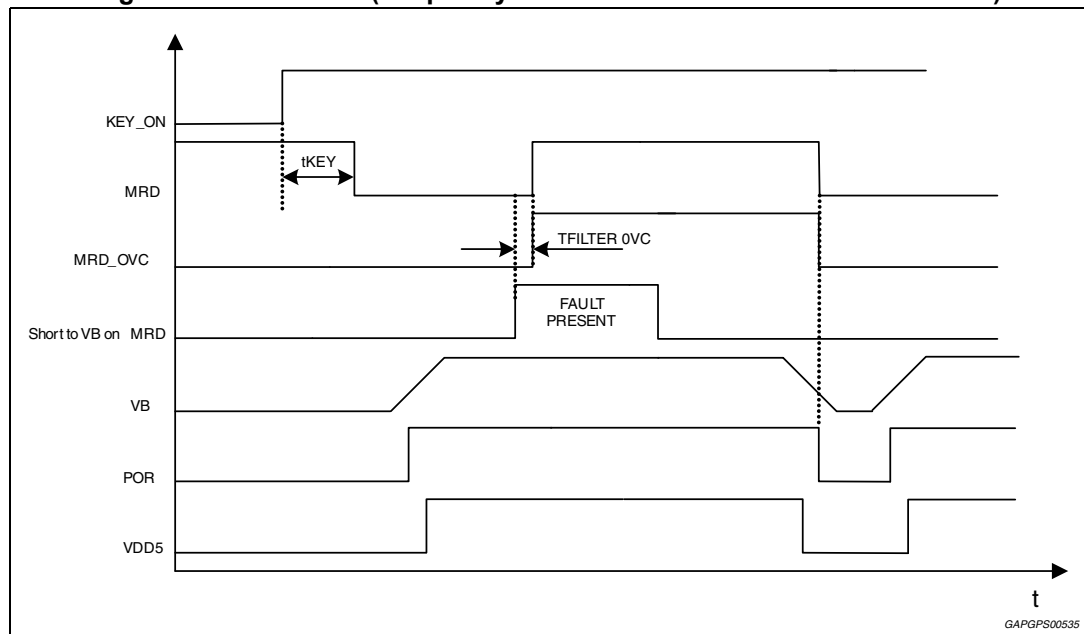 KEY_ON
tKEY
MRD
TFILTER 0VC
MRD_OVC
FAULT
PRESENT
Short to VB on MRD
VB
POR
VDD5
t
GAPGPS00535